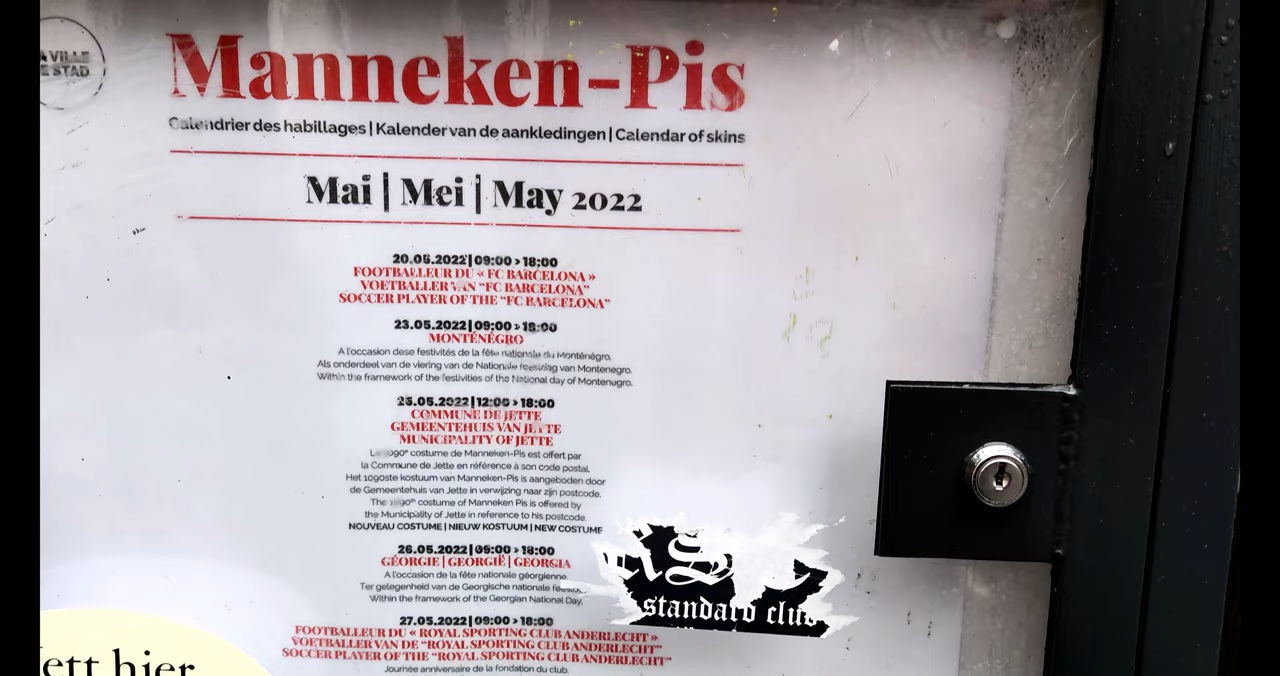 A VILLE
E STAD
Manneken-Pis
Calendrier des habillages | Kalender van de aankledingen | Calendar of skins
Mai | Mei | May 2022
20.05.2022 | 09:00 > 18:00
FOOTBALLEUR DU « FC BARCELONA »
VOETBALLER VAN "FC BARCELONA"
SOCCER PLAYER OF THE "FC BARCELONA"
23.05.2022 | 09:00 > 18:00
MONTÉNÉGRO
A l'occasion dese festivités de la fête nationale du Monténégro.
Als onderdeel van de viering van de Nationale feestdag van Montenegro.
Within the framework of the festivities of the National day of Montenugro.
25.05.2022 | 12:00 > 18:00
COMMUNE DE JETTE
GEMEENTEHUIS VAN JETTE
MUNICIPALITY OF JETTE
Le 1090e costume de Manneken-Pis est offert par
la Commune de Jette en référence à son code postal.
Het 1090ste kostuum van Manneken-Pis is aangeboden door
de Gemeentehuis van Jette in verwijzing naar zijn postcode.
The 1090th costume of Manneken Pis is offered by
the Municipality of Jette in reference to his postcode.
NOUVEAU COSTUME | NIEUW KOSTUUM | NEW COSTUME
26.05.2022 | 09:00 > 18:00
GÉORGIE | GEORGIË | GEORGIA
A l'occasion de la fête nationale géorgienne.
Ter gelegenheid van de Georgische nationale
Within the framework of the Georgian National Day.
standard club
27.05.2022 | 09:00 > 18:00
FOOTBALLEUR DU « ROYAL SPORTING CLUB ANDERLECHT »
VOETBALLER VAN DE "ROYAL SPORTING CLUB ANDERLECHT"
SOCCER PLAYER OF THE "ROYAL SPORTING CLUB ANDERLECHT"
Journée anniversaire de la fondation du club.
ett hier